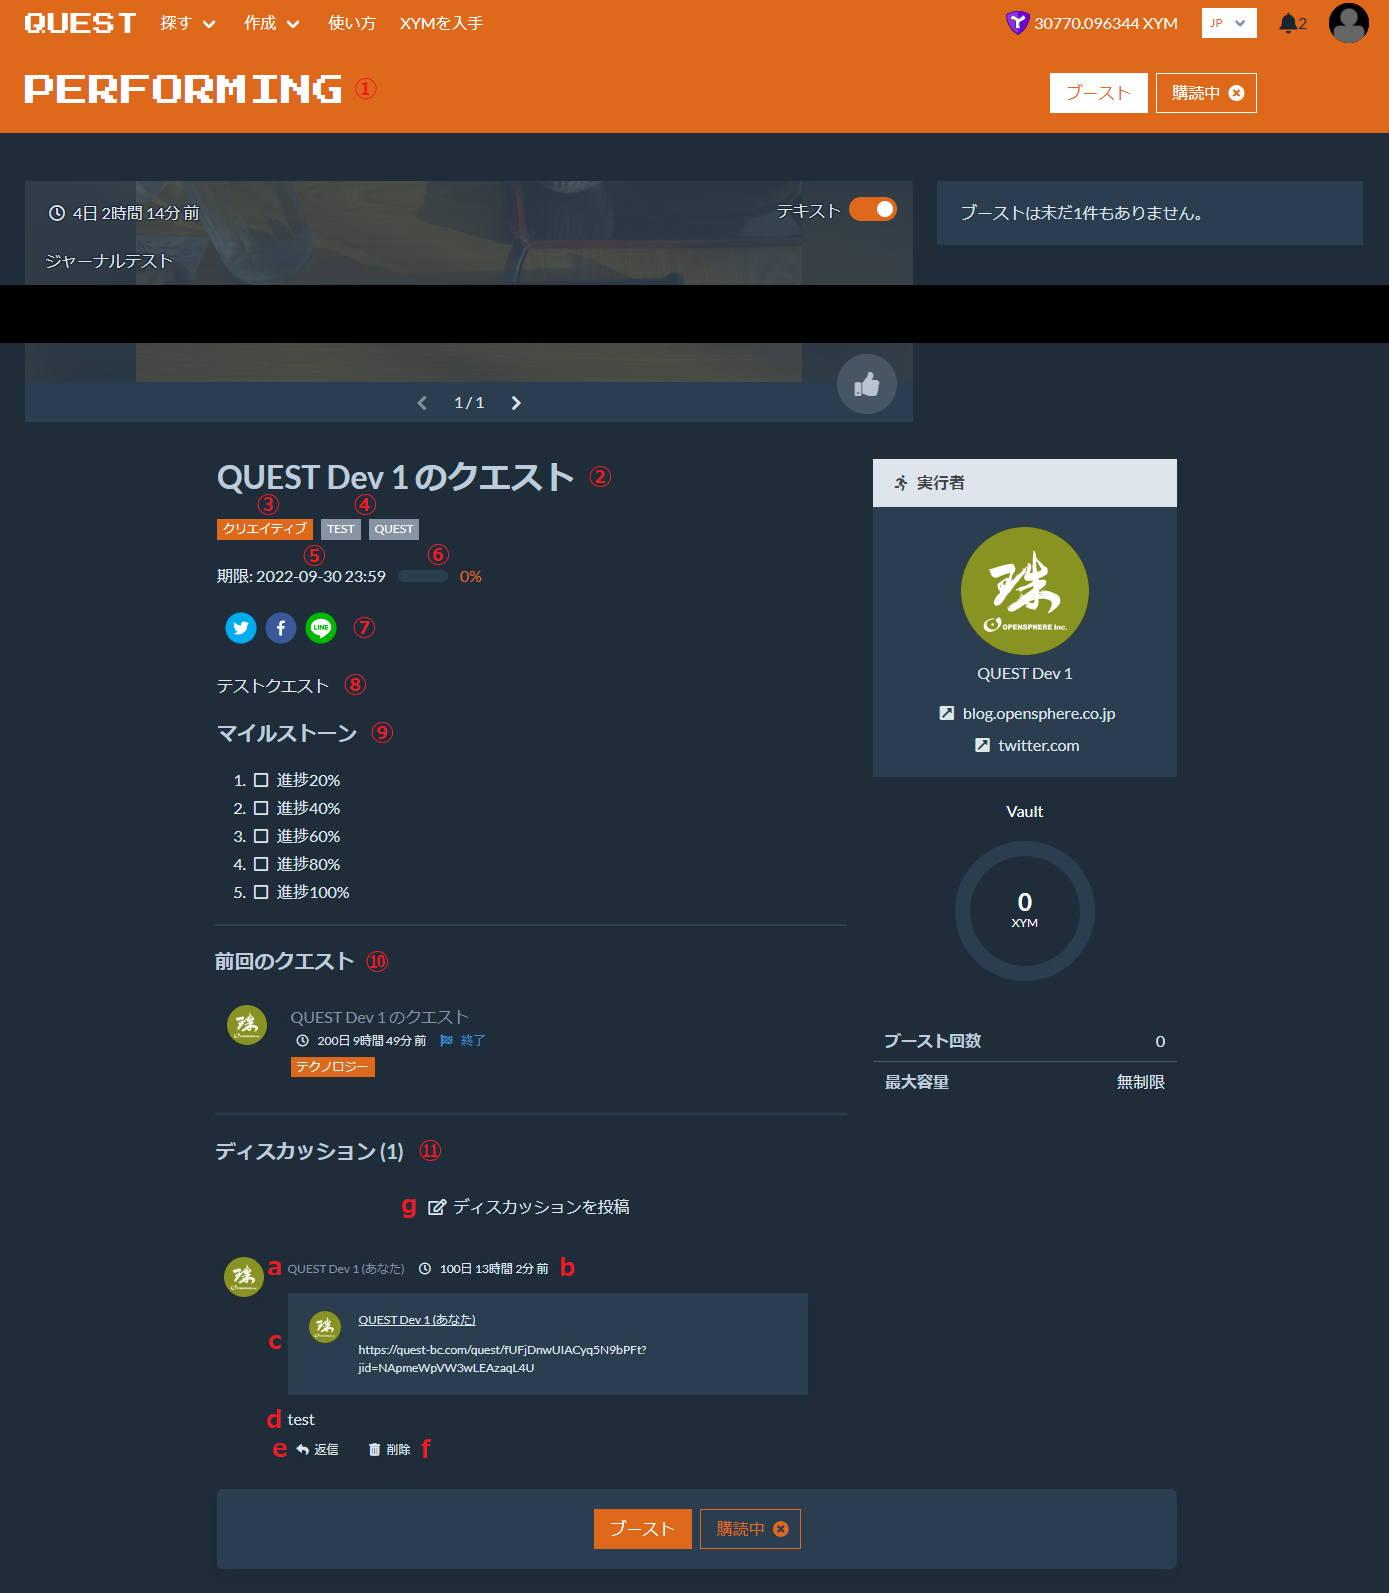 QUEST 探す 作成 使い方 XYMを入手 30770.096344 XYM JP 2
PERFORMING ① ブースト 購読中
4日 2時間 14分 前 テキスト
ブーストは未だ1件もありません。
ジャーナルテスト
1 / 1
QUEST Dev 1 のクエスト ②
③ ④
クリエイティブ TEST QUEST
⑤ ⑥
期限: 2022-09-30 23:59 0%
LINE ⑦
テストクエスト ⑧
マイルストーン ⑨
1. 進捗20%
2. 進捗40%
3. 進捗60%
4. 進捗80%
5. 進捗100%
実行者
珠
OPENSPHERE Inc.
QUEST Dev 1
blog.opensphere.co.jp
twitter.com
Vault
0
XYM
ブースト回数 0
最大容量 無制限
前回のクエスト ⑩
珠
QUEST Dev 1 のクエスト
200日 9時間 49分 前 終了
テクノロジー
ディスカッション (1) ⑪
g ディスカッションを投稿
珠 a QUEST Dev 1 (あなた) 100日 13時間 2分 前 b
c 珠 QUEST Dev 1 (あなた)
https://quest-bc.com/quest/fUFjDnwUIACyq5N9bPFt?
jid=NApmeWpVW3wLEAzaqL4U
d test
e 返信 削除 f
ブースト 購読中